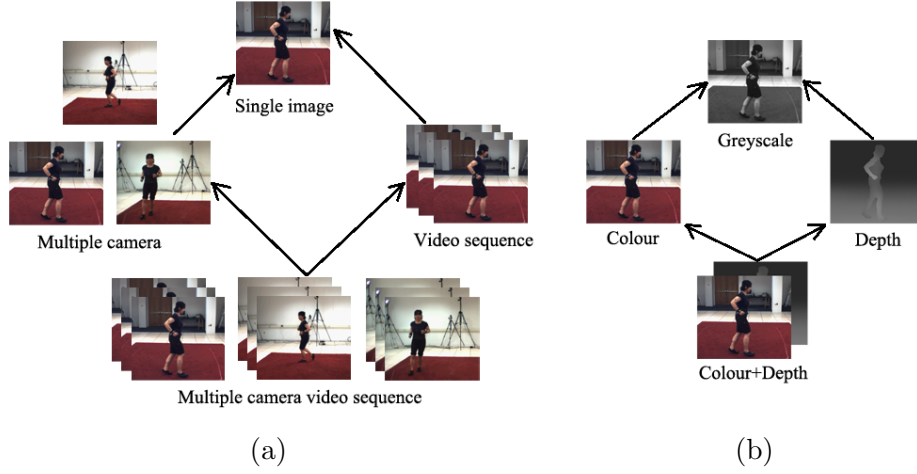 Single image
Multiple camera
Video sequence
Multiple camera video sequence
(a)
Greyscale
Colour
Depth
Colour+Depth
(b)